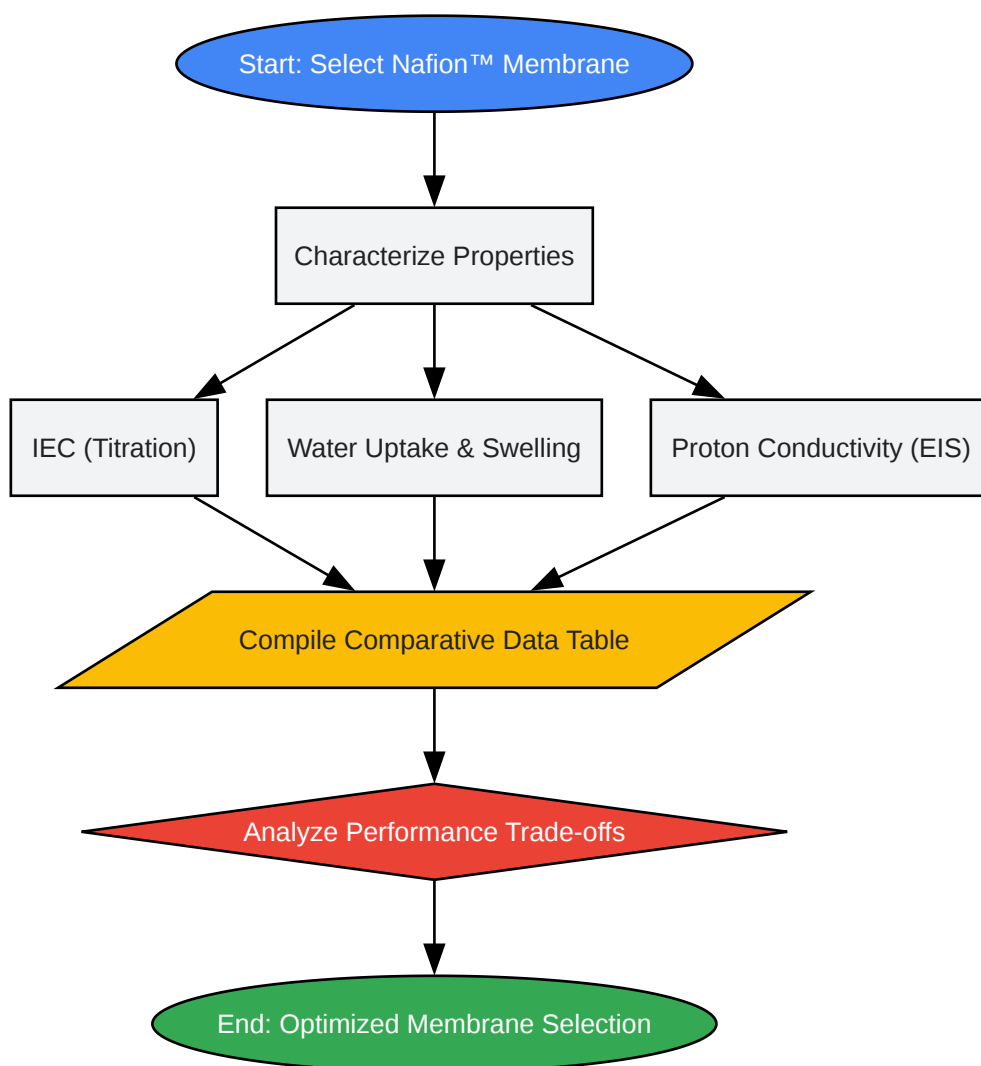 Start: Select Nafion™ Membrane
Characterize Properties
IEC (Titration)
Water Uptake & Swelling
Proton Conductivity (EIS)
Compile Comparative Data Table
Analyze Performance Trade-offs
End: Optimized Membrane Selection